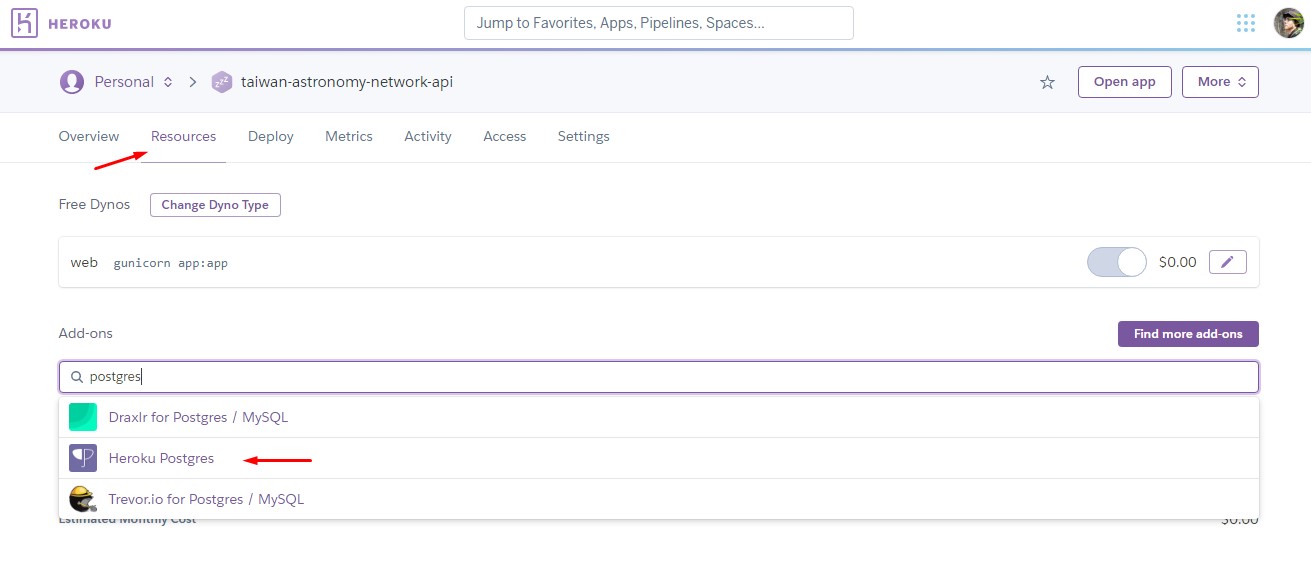 HEROKU Jump to Favorites, Apps, Pipelines, Spaces...
Personal taiwan-astronomy-network-api Open app More
Overview Resources Deploy Metrics Activity Access Settings
Free Dynos Change Dyno Type
web gunicorn app:app $0.00
Add-ons Find more add-ons
postgres
Draxlr for Postgres / MySQL
Heroku Postgres
Trevor.io for Postgres / MySQL
Estimated Monthly Cost $0.00